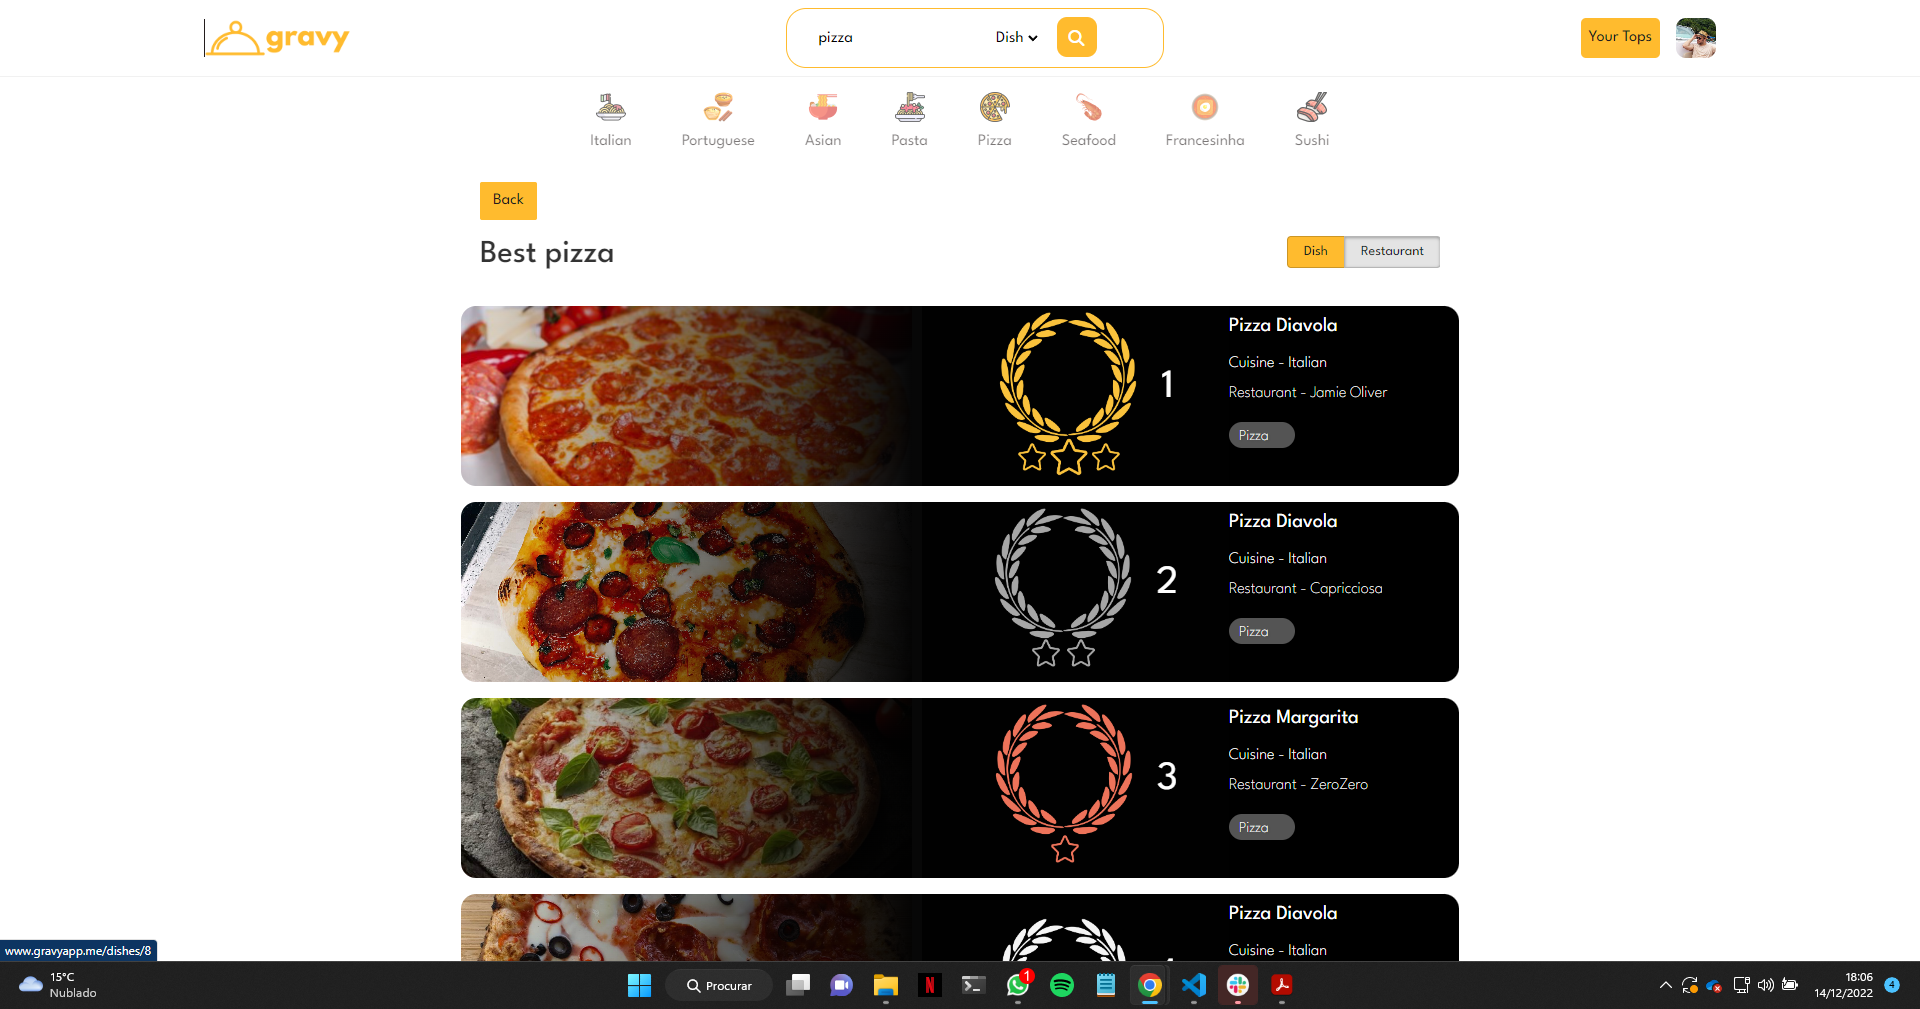 gravy
pizza
Dish
Your Tops
Italian
Portuguese
Asian
Pasta
Pizza
Seafood
Francesinha
Sushi
Back
Best pizza
Dish
Restaurant
1
Pizza Diavola
Cuisine - Italian
Restaurant - Jamie Oliver
Pizza
2
Pizza Diavola
Cuisine - Italian
Restaurant - Capricciosa
Pizza
3
Pizza Margarita
Cuisine - Italian
Restaurant - ZeroZero
Pizza
Pizza Diavola
Cuisine - Italian
www.gravyapp.me/dishes/8
15°C
Nublado
Procurar
N
1
18:06
14/12/2022
4